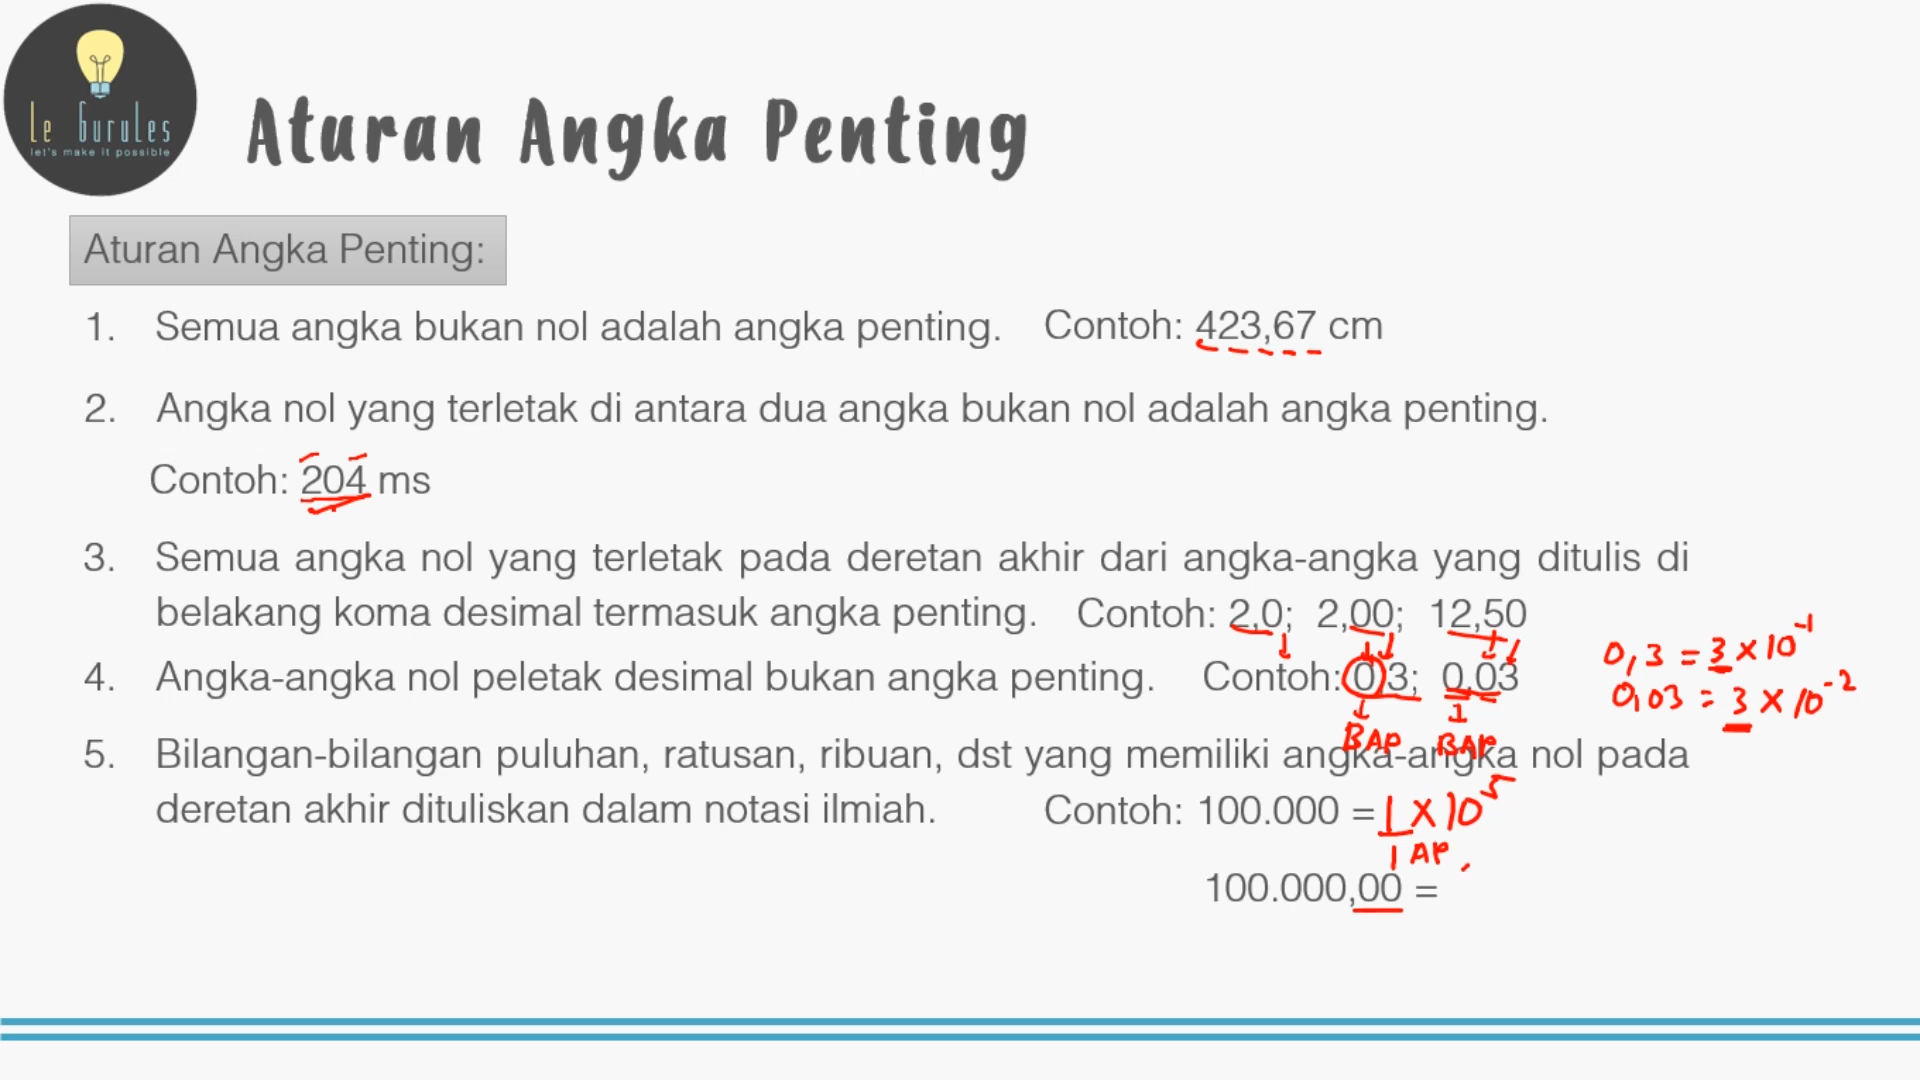 Le Burules
let's make it possible
Aturan Angka Penting
Aturan Angka Penting:
1. Semua angka bukan nol adalah angka penting. Contoh: 423,67 cm
2. Angka nol yang terletak di antara dua angka bukan nol adalah angka penting.
Contoh: 204 ms
3. Semua angka nol yang terletak pada deretan akhir dari angka-angka yang ditulis di
belakang koma desimal termasuk angka penting. Contoh: 2,0; 2,00; 12,50
0,3 = 3 x 10^-1
4. Angka-angka nol peletak desimal bukan angka penting. Contoh: 0,3; 0,03
0,03 = 3 x 10^-2
BAP BAP
5. Bilangan-bilangan puluhan, ratusan, ribuan, dst yang memiliki angka-angka nol pada
deretan akhir dituliskan dalam notasi ilmiah. Contoh: 100.000 = 1 x 10^5
1 AP
100.000,00 =